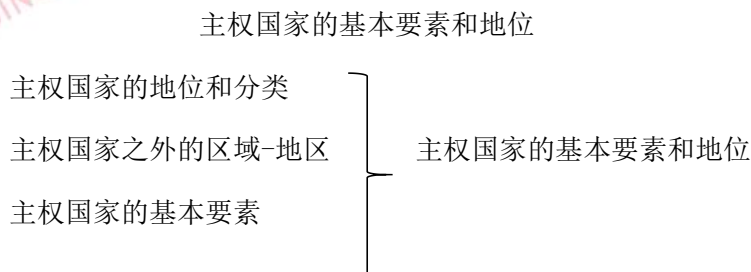 主权国家的基本要素和地位
主权国家的地位和分类
主权国家之外的区域-地区
主权国家的基本要素和地位
主权国家的基本要素